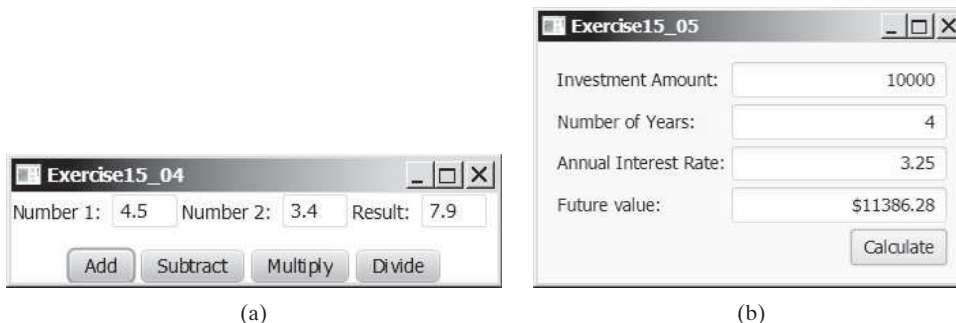 Exercise15_04
Number 1: 4.5 Number 2: 3.4 Result: 7.9
Add Subtract Multiply Divide
(a)
Exercise15_05
Investment Amount: 10000
Number of Years: 4
Annual Interest Rate: 3.25
Future value: $11386.28
Calculate
(b)